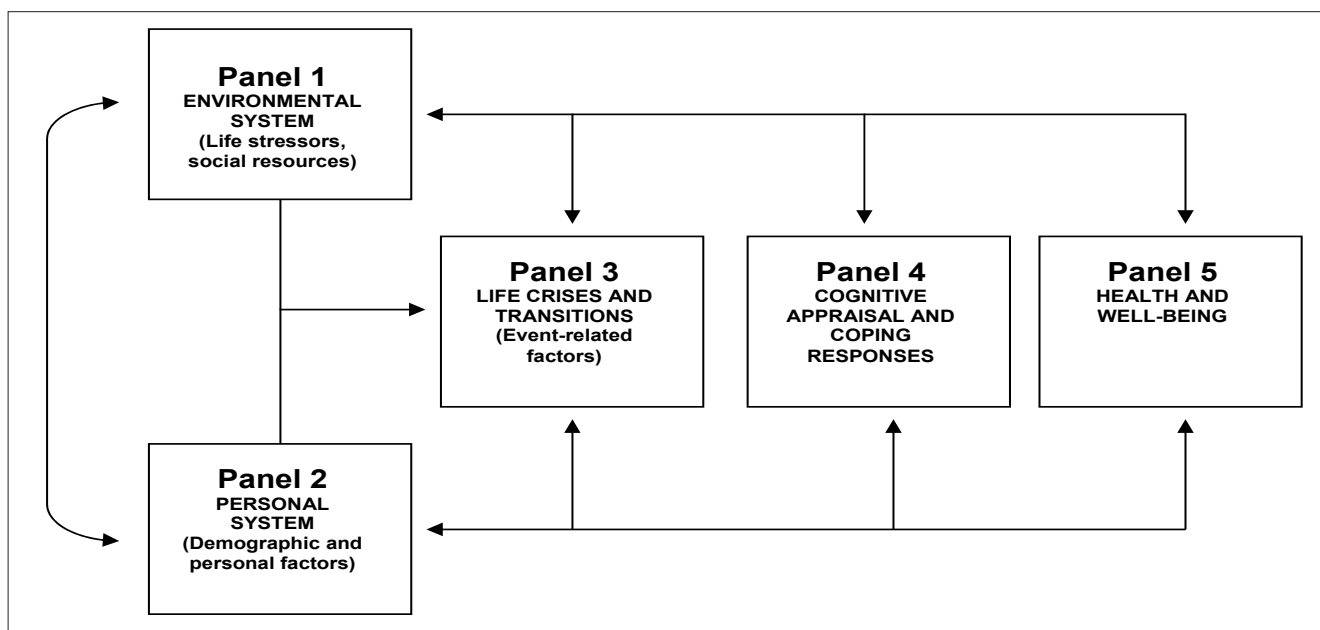 Panel 1
ENVIRONMENTAL
SYSTEM
(Life stressors,
social resources)
Panel 3
LIFE CRISES AND
TRANSITIONS
(Event-related
factors)
Panel 4
COGNITIVE
APPRAISAL AND
COPING
RESPONSES
Panel 5
HEALTH AND
WELL-BEING
Panel 2
PERSONAL
SYSTEM
(Demographic and
personal factors)